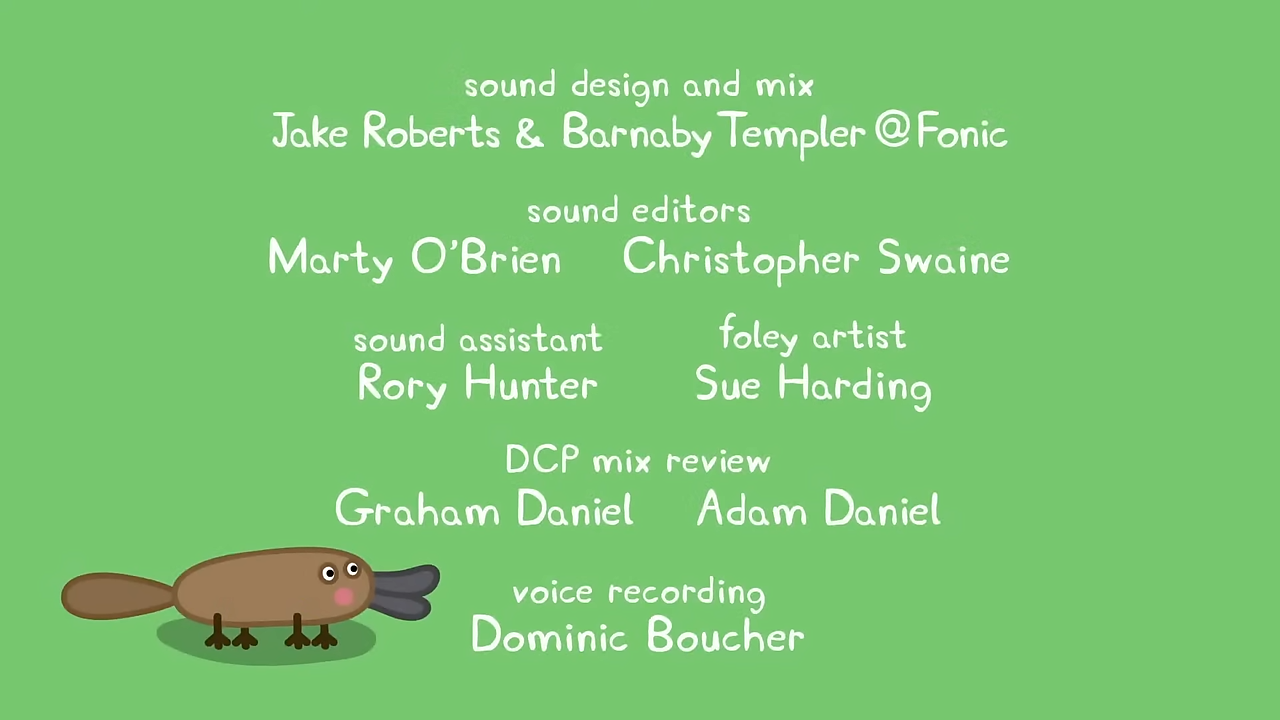 sound design and mix
Jake Roberts & Barnaby Templer @Fonic
sound editors
Marty O'Brien Christopher Swaine
sound assistant foley artist
Rory Hunter Sue Harding
DCP mix review
Graham Daniel Adam Daniel
voice recording
Dominic Boucher